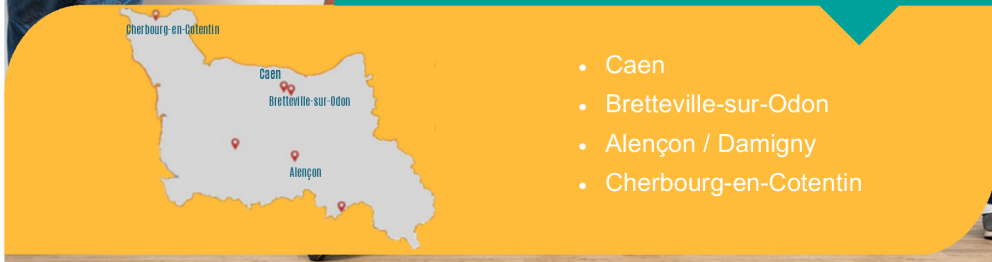 Cherbourg-en-Cotentin
Caen
Bretteville-sur-Odon
Alençon
Caen
Bretteville-sur-Odon
Alençon / Damigny
Cherbourg-en-Cotentin